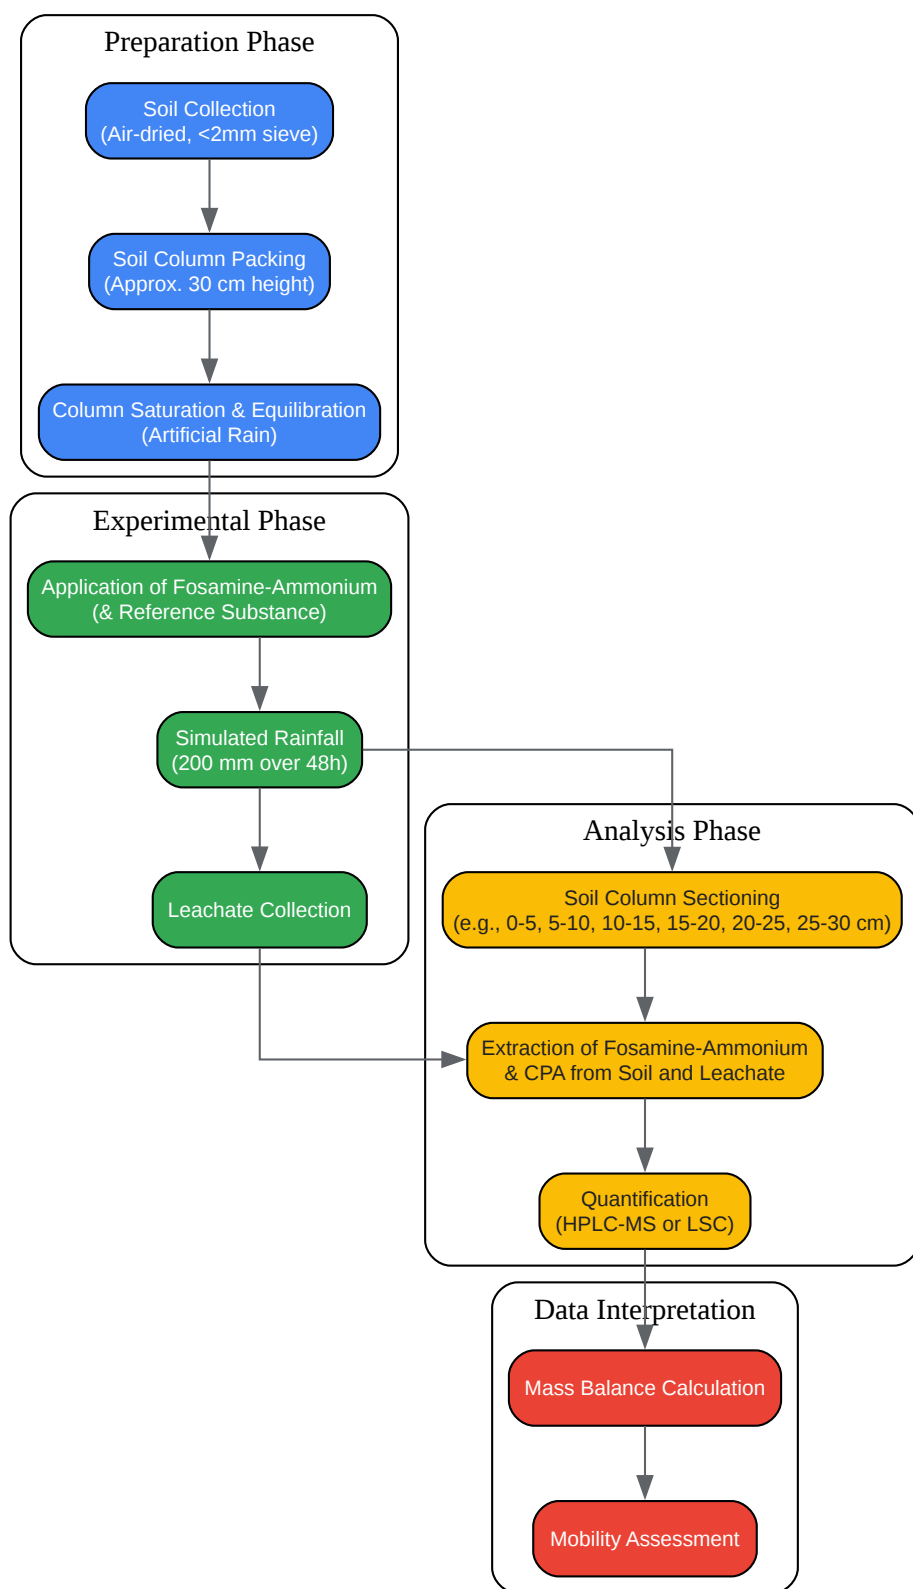 Preparation Phase
Soil Collection
(Air-dried, <2mm sieve)
Soil Column Packing
(Approx. 30 cm height)
Column Saturation & Equilibration
(Artificial Rain)
Experimental Phase
Application of Fosamine-Ammonium
(& Reference Substance)
Simulated Rainfall
(200 mm over 48h)
Leachate Collection
Analysis Phase
Soil Column Sectioning
(e.g., 0-5, 5-10, 10-15, 15-20, 20-25, 25-30 cm)
Extraction of Fosamine-Ammonium
& CPA from Soil and Leachate
Quantification
(HPLC-MS or LSC)
Data Interpretation
Mass Balance Calculation
Mobility Assessment